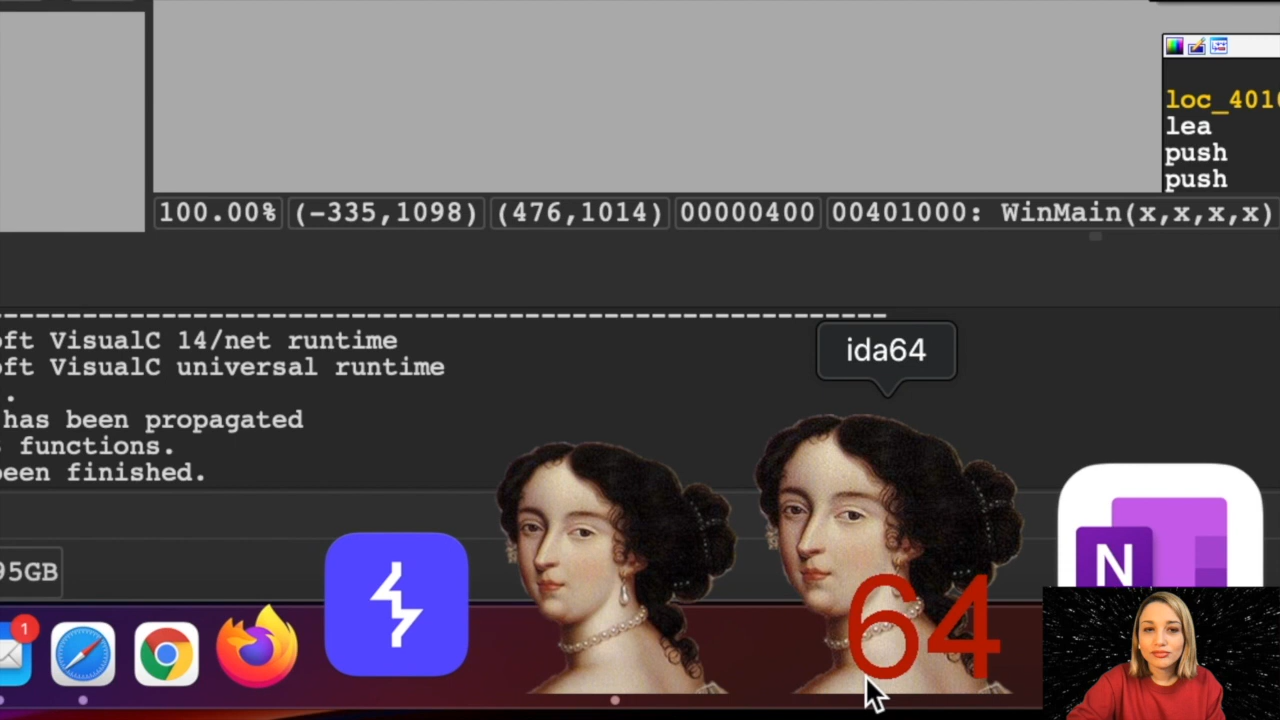 loc_4010
lea
push
push
100.00% (-335,1098) (476,1014) 00000400 00401000: WinMain(x,x,x,x)
------------------------------------------------------------
oft VisualC 14/net runtime
oft VisualC universal runtime
.
has been propagated
s functions.
been finished.
ida64
95GB
64
N
1